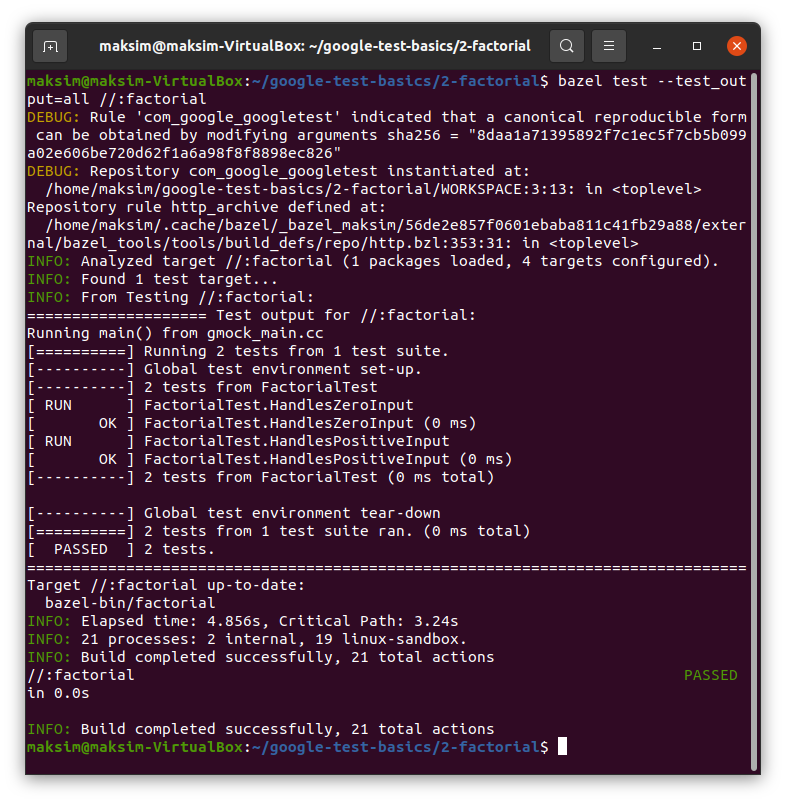 maksim@maksim-VirtualBox: ~/google-test-basics/2-factorial
maksim@maksim-VirtualBox:~/google-test-basics/2-factorial$ bazel test --test_out
put=all //:factorial
DEBUG: Rule 'com_google_googletest' indicated that a canonical reproducible form
 can be obtained by modifying arguments sha256 = "8daa1a71395892f7c1ec5f7cb5b099
a02e606be720d62f1a6a98f8f8898ec826"
DEBUG: Repository com_google_googletest instantiated at:
  /home/maksim/google-test-basics/2-factorial/WORKSPACE:3:13: in <toplevel>
Repository rule http_archive defined at:
  /home/maksim/.cache/bazel/_bazel_maksim/56de2e857f0601ebaba811c41fb29a88/exter
nal/bazel_tools/tools/build_defs/repo/http.bzl:353:31: in <toplevel>
INFO: Analyzed target //:factorial (1 packages loaded, 4 targets configured).
INFO: Found 1 test target...
INFO: From Testing //:factorial:
==================== Test output for //:factorial:
Running main() from gmock_main.cc
[==========] Running 2 tests from 1 test suite.
[----------] Global test environment set-up.
[----------] 2 tests from FactorialTest
[ RUN      ] FactorialTest.HandlesZeroInput
[       OK ] FactorialTest.HandlesZeroInput (0 ms)
[ RUN      ] FactorialTest.HandlesPositiveInput
[       OK ] FactorialTest.HandlesPositiveInput (0 ms)
[----------] 2 tests from FactorialTest (0 ms total)

[----------] Global test environment tear-down
[==========] 2 tests from 1 test suite ran. (0 ms total)
[  PASSED  ] 2 tests.
================================================================================
Target //:factorial up-to-date:
  bazel-bin/factorial
INFO: Elapsed time: 4.856s, Critical Path: 3.24s
INFO: 21 processes: 2 internal, 19 linux-sandbox.
INFO: Build completed successfully, 21 total actions
//:factorial                                                             PASSED
in 0.0s

INFO: Build completed successfully, 21 total actions
maksim@maksim-VirtualBox:~/google-test-basics/2-factorial$